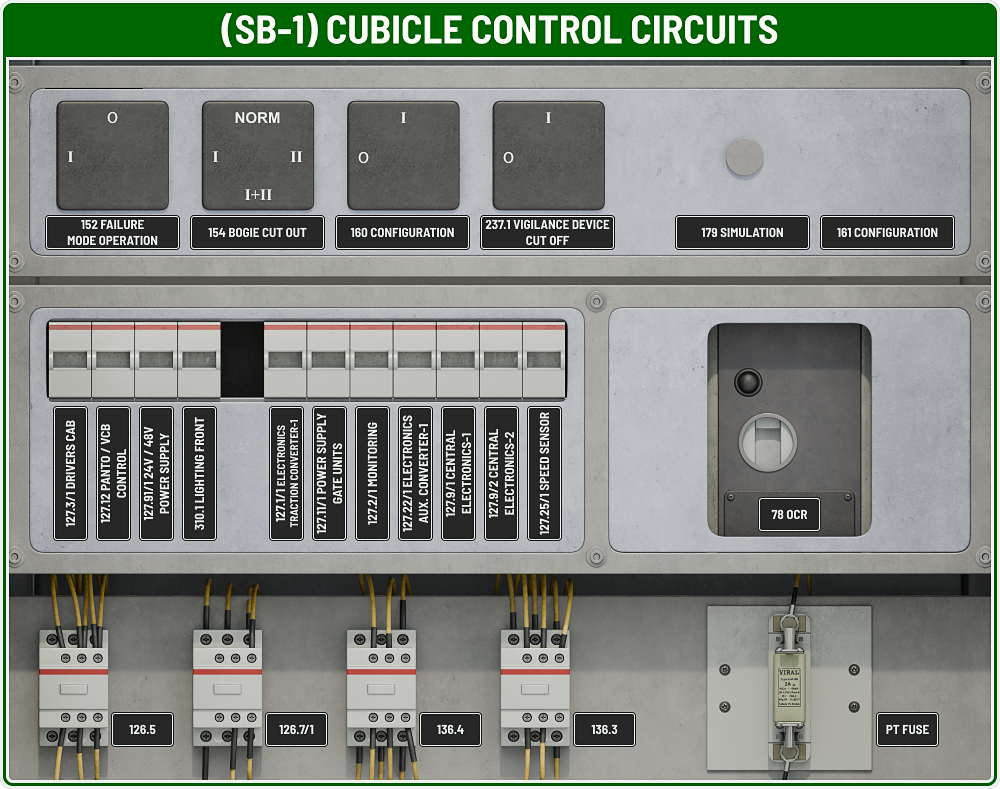 (SB-1) CUBICLE CONTROL CIRCUITS
O
I
NORM
I II
I+II
I
O
I
O
152 FAILURE
MODE OPERATION
154 BOGIE CUT OUT
160 CONFIGURATION
237.1 VIGILANCE DEVICE
CUT OFF
179 SIMULATION
161 CONFIGURATION
127.3/1 DRIVERS CAB
127.12 PANTO / VCB
CONTROL
127.91/1 24V / 48V
POWER SUPPLY
310.1 LIGHTING FRONT
127.1/1 ELECTRONICS
TRACTION CONVERTER-1
127.11/1 POWER SUPPLY
GATE UNITS
127.2/1 MONITORING
127.22/1 ELECTRONICS
AUX. CONVERTER-1
127.9/1 CENTRAL
ELECTRONICS-1
127.9/2 CENTRAL
ELECTRONICS-2
127.25/1 SPEED SENSOR
78 OCR
126.5
126.7/1
136.4
136.3
VIRAL
2A
PT FUSE